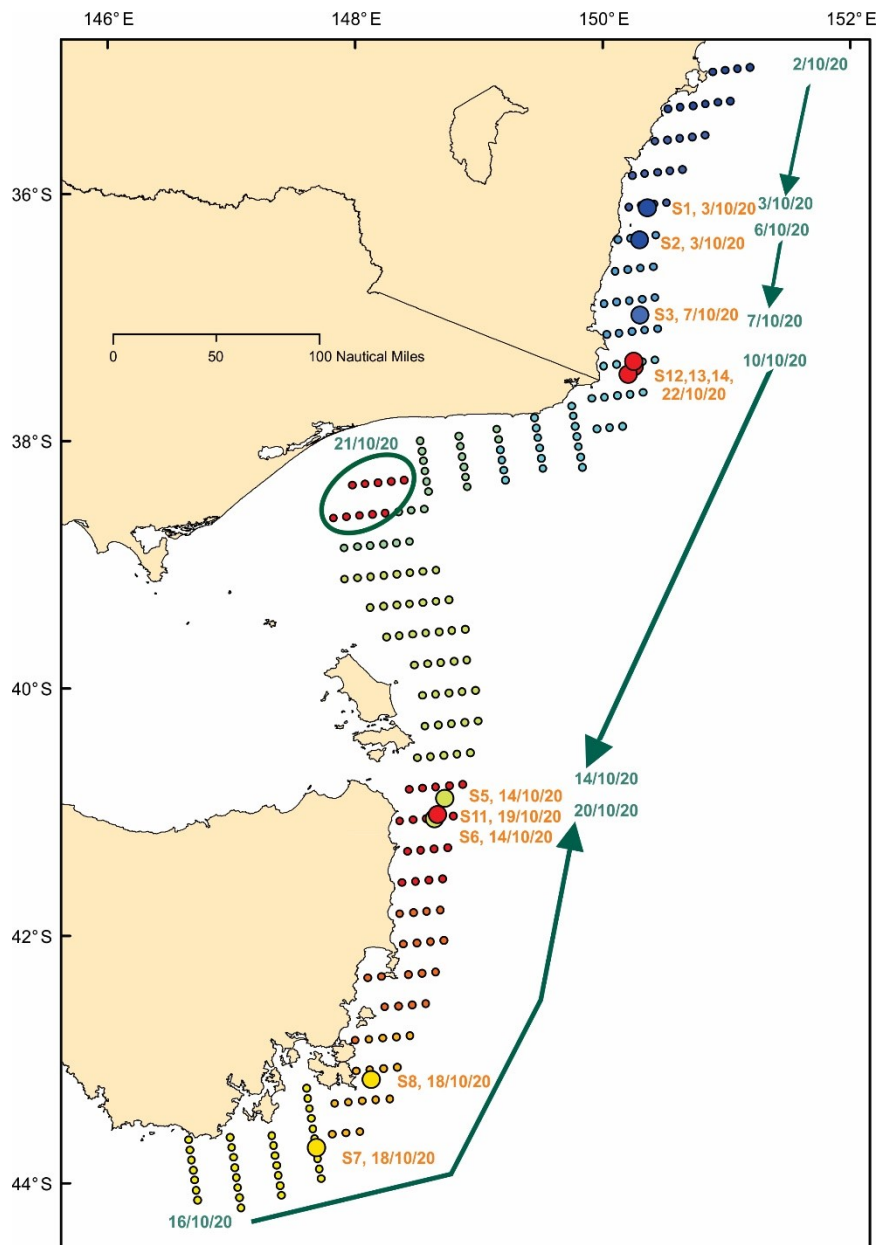 146° E 148° E 150° E 152° E
2/10/20
36°S
S1, 3/10/20
3/10/20
6/10/20
S2, 3/10/20
S3, 7/10/20
7/10/20
0 50 100 Nautical Miles
10/10/20
S12,13,14,
22/10/20
38°S
21/10/20
40°S
14/10/20
S5, 14/10/20
20/10/20
S11, 19/10/20
S6, 14/10/20
42°S
S8, 18/10/20
S7, 18/10/20
44°S
16/10/20